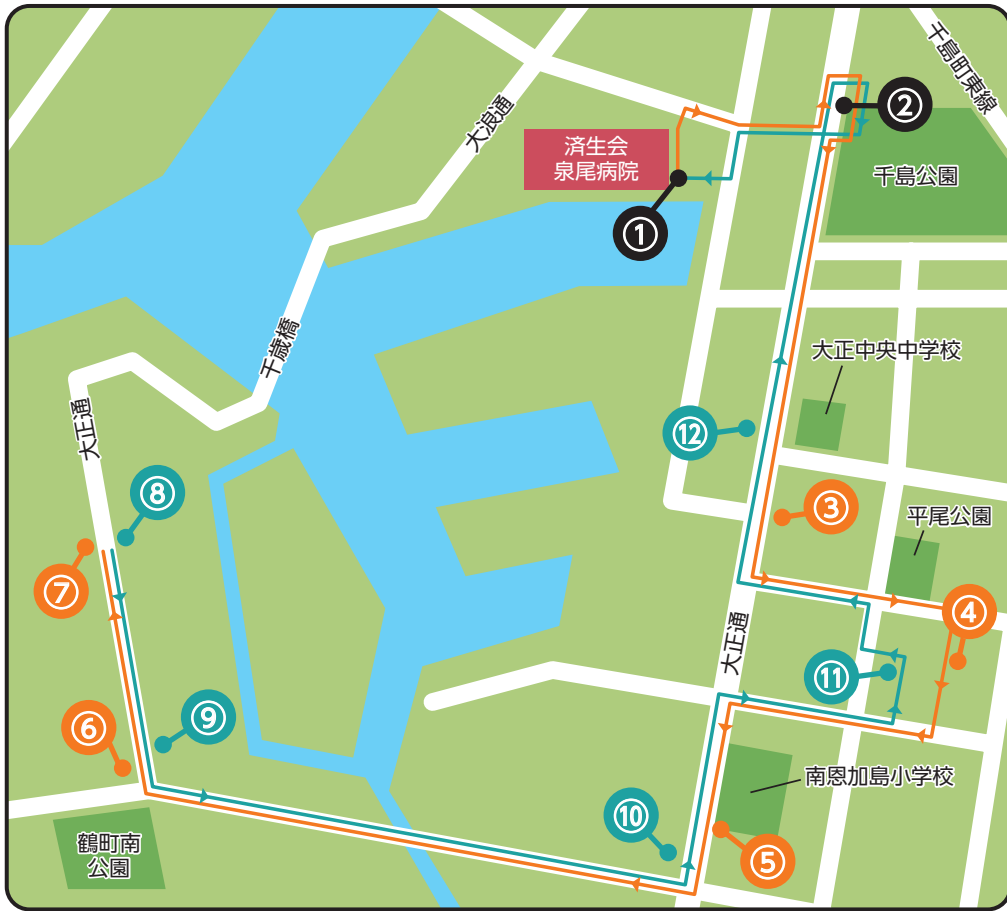 千島町東線
②
大浪通
済生会
泉尾病院
千島公園
①
千歳橋
大正中央中学校
大正通
⑫
⑧
③
平尾公園
⑦
④
大正通
⑪
⑨
⑥
南恩加島小学校
⑩
鶴町南
公園
⑤